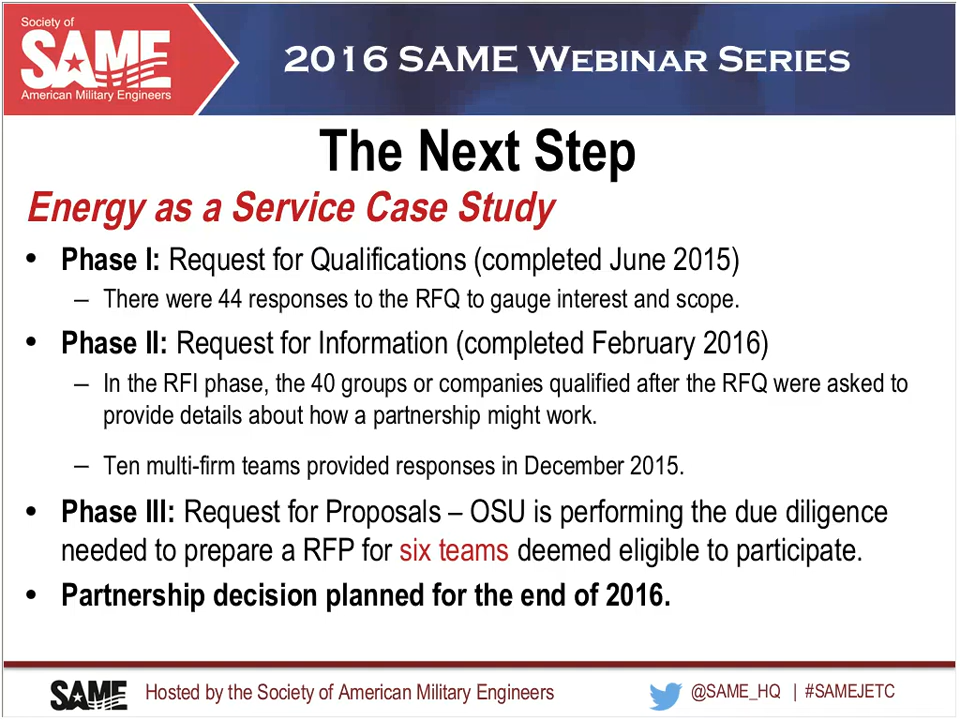 Society of
SAME
American Military Engineers
2016 SAME Webinar Series
The Next Step
Energy as a Service Case Study
• Phase I: Request for Qualifications (completed June 2015)
– There were 44 responses to the RFQ to gauge interest and scope.
• Phase II: Request for Information (completed February 2016)
– In the RFI phase, the 40 groups or companies qualified after the RFQ were asked to
provide details about how a partnership might work.
– Ten multi-firm teams provided responses in December 2015.
• Phase III: Request for Proposals – OSU is performing the due diligence
needed to prepare a RFP for six teams deemed eligible to participate.
• Partnership decision planned for the end of 2016.
SAME Hosted by the Society of American Military Engineers @SAME_HQ | #SAMEJETC